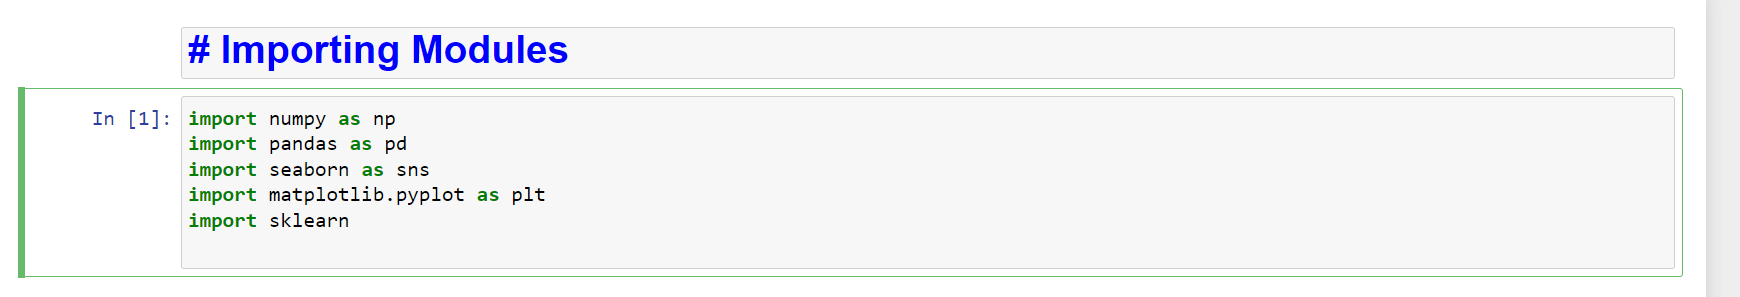 # Importing Modules
In [1]: import numpy as np
import pandas as pd
import seaborn as sns
import matplotlib.pyplot as plt
import sklearn